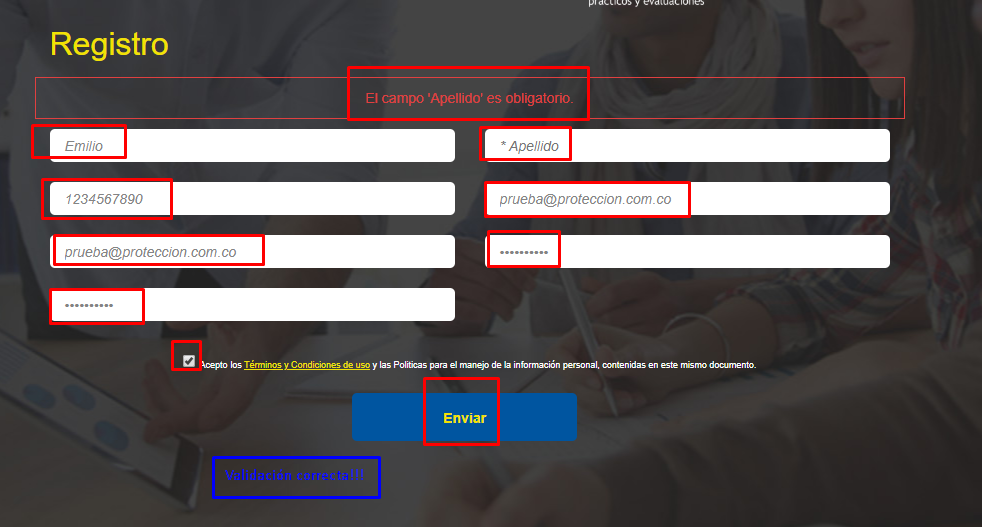 prácticos y evaluaciones
Registro
El campo 'Apellido' es obligatorio.
Emilio
* Apellido
1234567890
prueba@proteccion.com.co
prueba@proteccion.com.co
••••••••••
••••••••••
Acepto los Términos y Condiciones de uso y las Políticas para el manejo de la información personal, contenidas en este mismo documento.
Enviar
Validación correcta!!!